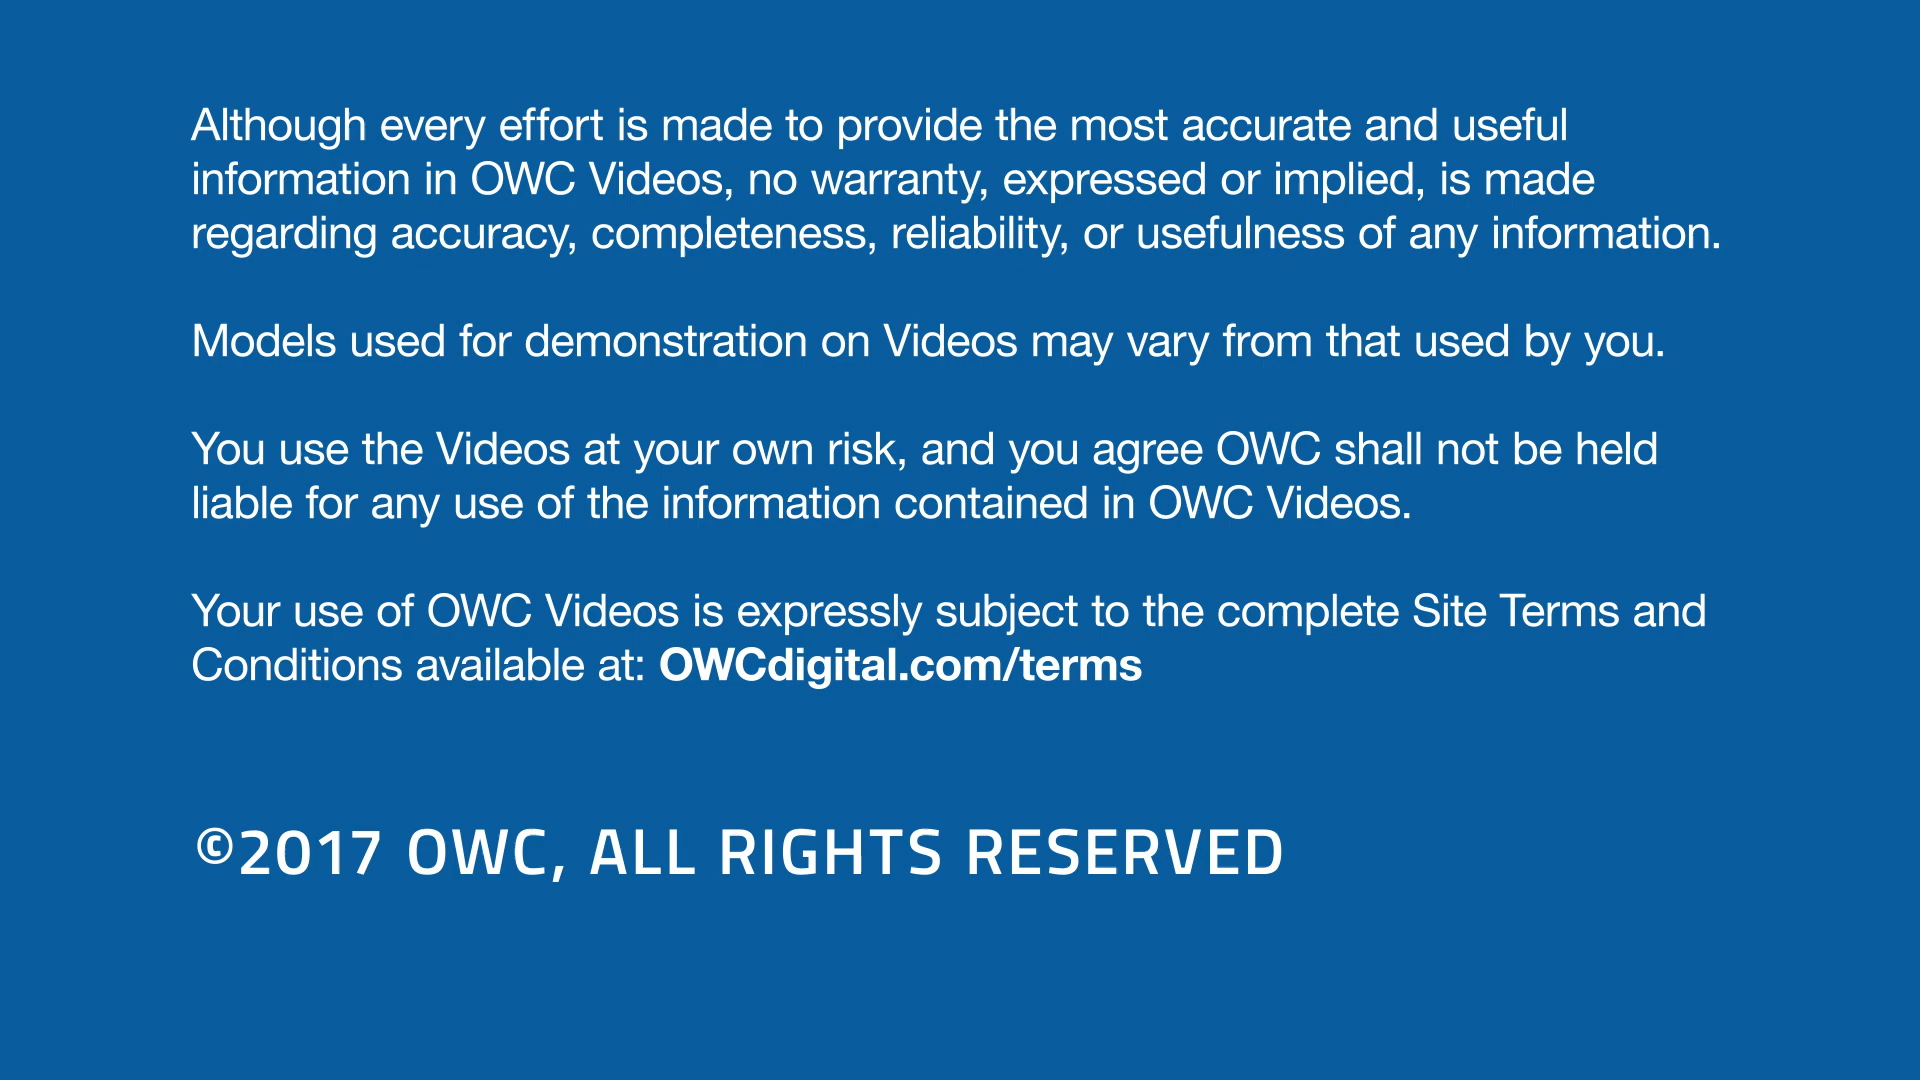 Although every effort is made to provide the most accurate and useful
information in OWC Videos, no warranty, expressed or implied, is made
regarding accuracy, completeness, reliability, or usefulness of any information.
Models used for demonstration on Videos may vary from that used by you.
You use the Videos at your own risk, and you agree OWC shall not be held
liable for any use of the information contained in OWC Videos.
Your use of OWC Videos is expressly subject to the complete Site Terms and
Conditions available at: OWCdigital.com/terms
©2017 OWC, ALL RIGHTS RESERVED